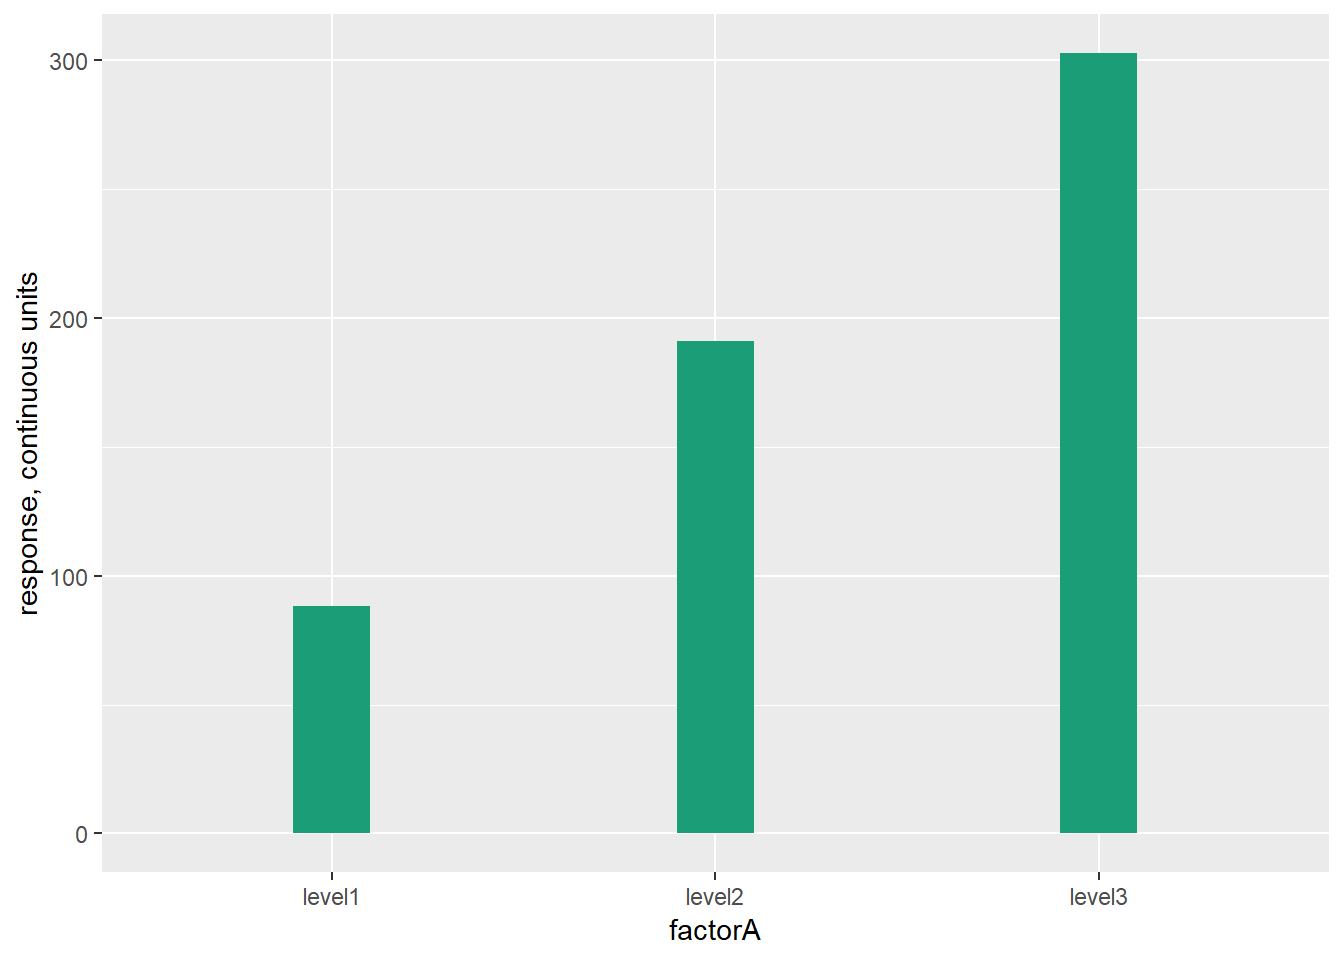 response, continuous units
300
200
100
0
level1
level2
level3
factorA